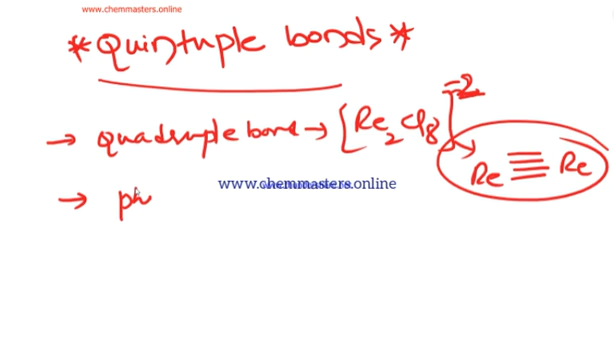 www.chemmasters.online
*Quintuple bonds*
→ quadruple bond → [Re2Cl8]-2
Re ≣ Re
www.chemmasters.online
→ ph